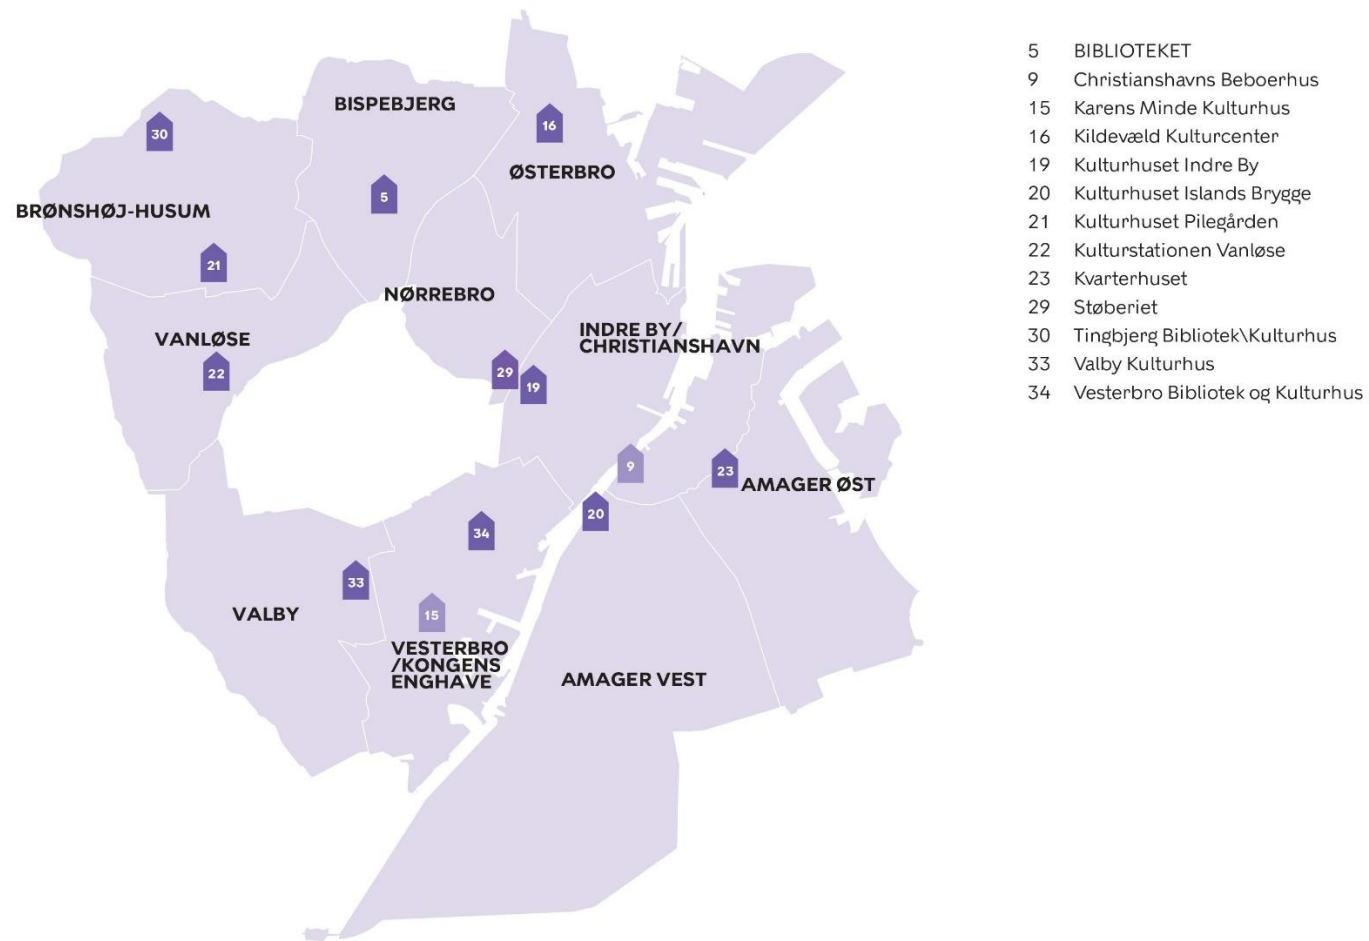 BISPEBJERG
30
16
ØSTERBRO
5
BRØNSHØJ-HUSUM
21
NØRREBRO
INDRE BY/
CHRISTIANSHAVN
VANLØSE
22
29
19
9
23
AMAGER ØST
20
34
33
VALBY
15
VESTERBRO
/KONGENS
ENGHAVE
AMAGER VEST
5 BIBLIOTEKET
9 Christianshavns Beboerhus
15 Karens Minde Kulturhus
16 Kildevæld Kulturcenter
19 Kulturhuset Indre By
20 Kulturhuset Islands Brygge
21 Kulturhuset Pilegården
22 Kulturstationen Vanløse
23 Kvarterhuset
29 Støberiet
30 Tingbjerg Bibliotek\Kulturhus
33 Valby Kulturhus
34 Vesterbro Bibliotek og Kulturhus